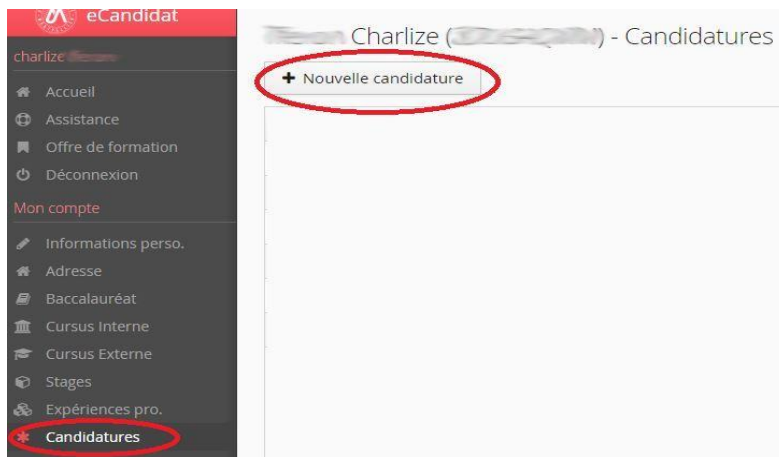 eCandidat
charlize
Accueil
Assistance
Offre de formation
Déconnexion
Mon compte
Informations perso.
Adresse
Baccalauréat
Cursus Interne
Cursus Externe
Stages
Expériences pro.
Candidatures
Charlize ( ) - Candidatures
+ Nouvelle candidature